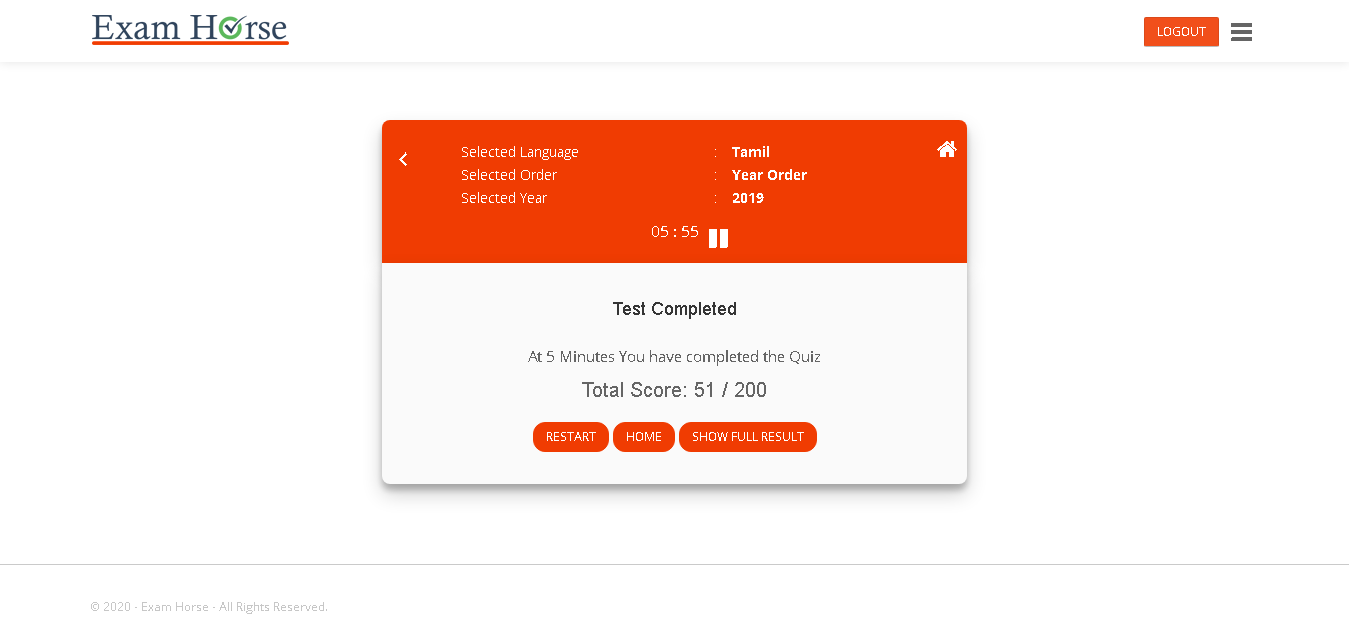 Exam Horse
LOGOUT
Selected Language : Tamil
Selected Order : Year Order
Selected Year : 2019
05 : 55
Test Completed
At 5 Minutes You have completed the Quiz
Total Score: 51 / 200
RESTART HOME SHOW FULL RESULT
© 2020 - Exam Horse - All Rights Reserved.